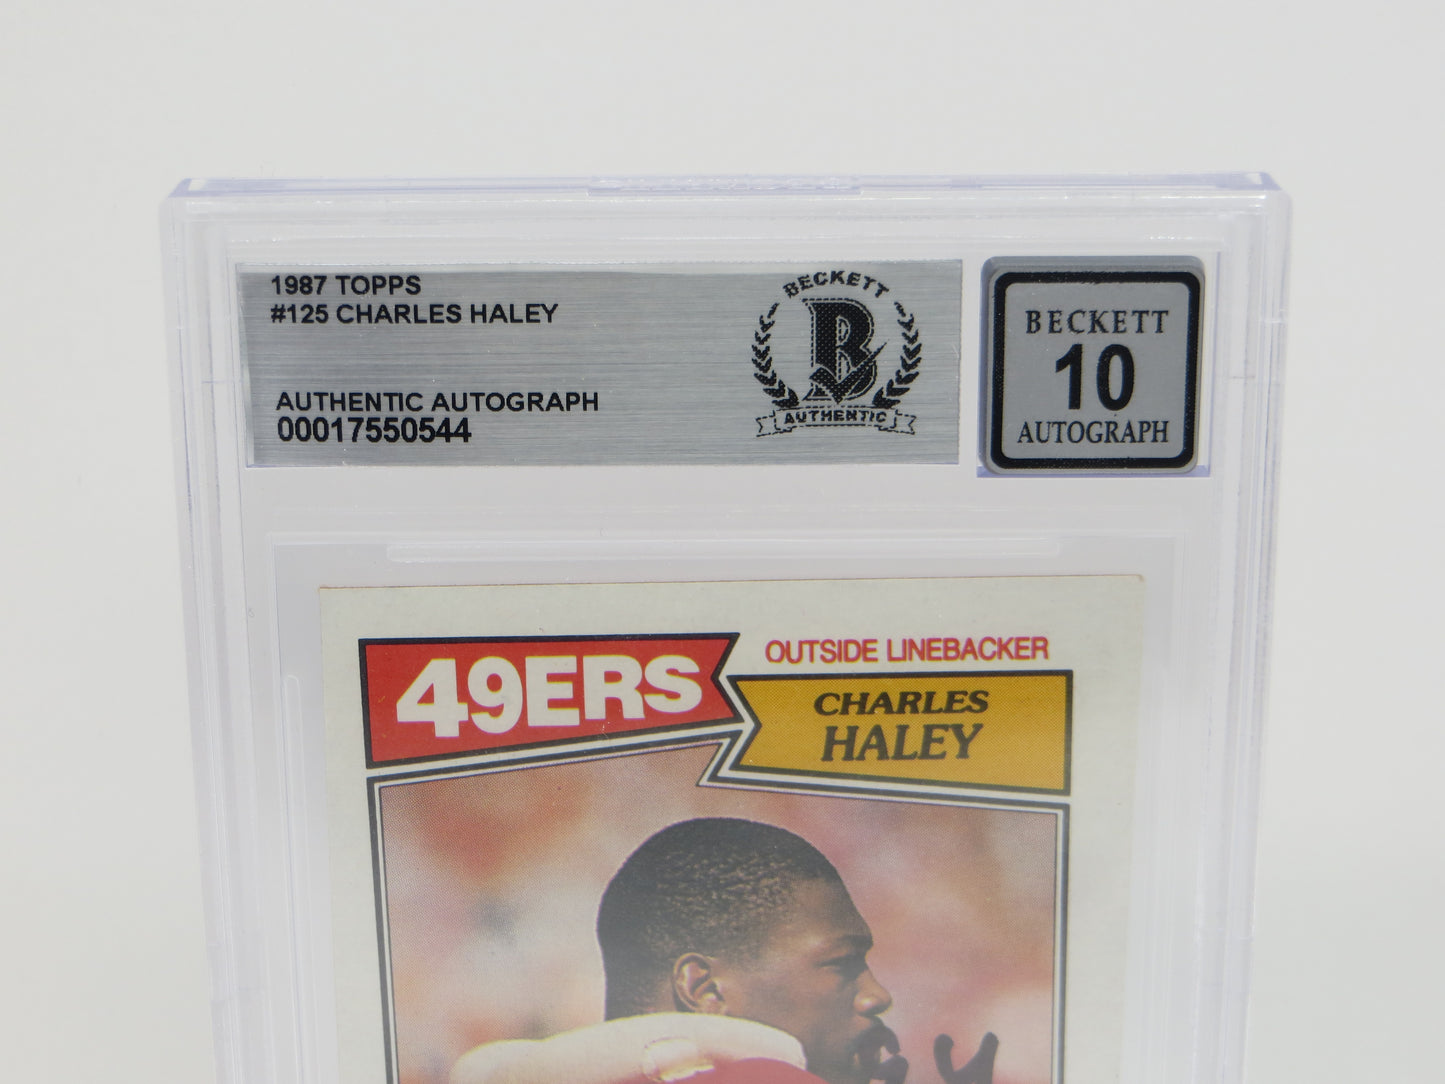 1987 TOPPS
#125 CHARLES HALEY
AUTHENTIC AUTOGRAPH
00017550544
BECKETT
B
AUTHENTIC
BECKETT
10
AUTOGRAPH
49ERS
OUTSIDE LINEBACKER
CHARLES
HALEY